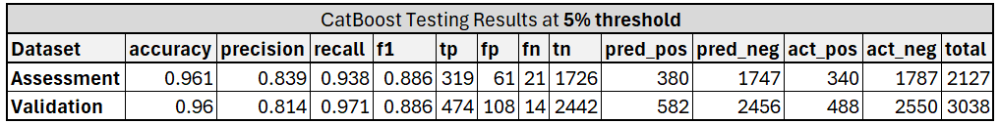 CatBoost Testing Results at 5% threshold
Dataset accuracy precision recall f1 tp fp fn tn pred_pos pred_neg act_pos act_neg total
Assessment 0.961 0.839 0.938 0.886 319 61 21 1726 380 1747 340 1787 2127
Validation 0.96 0.814 0.971 0.886 474 108 14 2442 582 2456 488 2550 3038